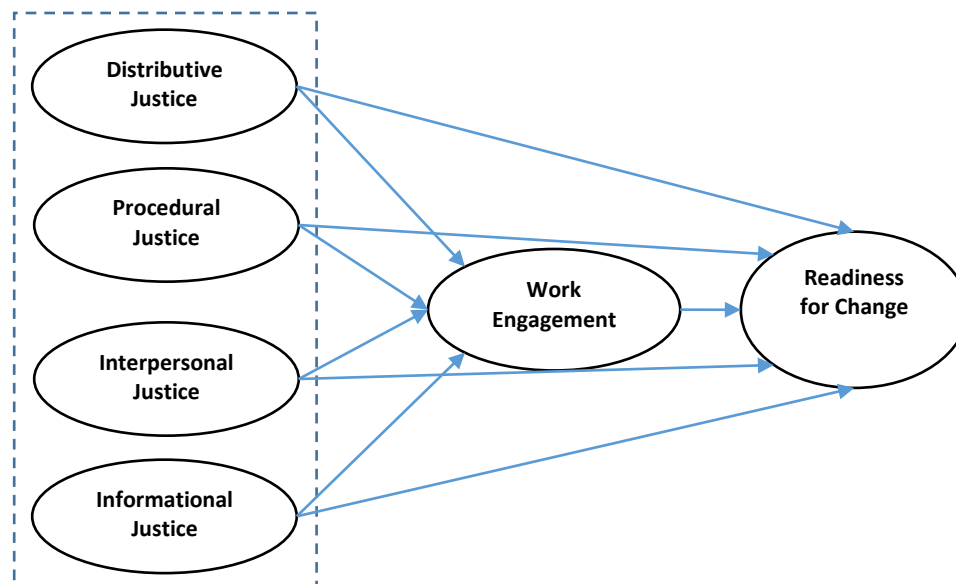 Distributive
Justice
Procedural
Justice
Interpersonal
Justice
Informational
Justice
Work
Engagement
Readiness
for Change